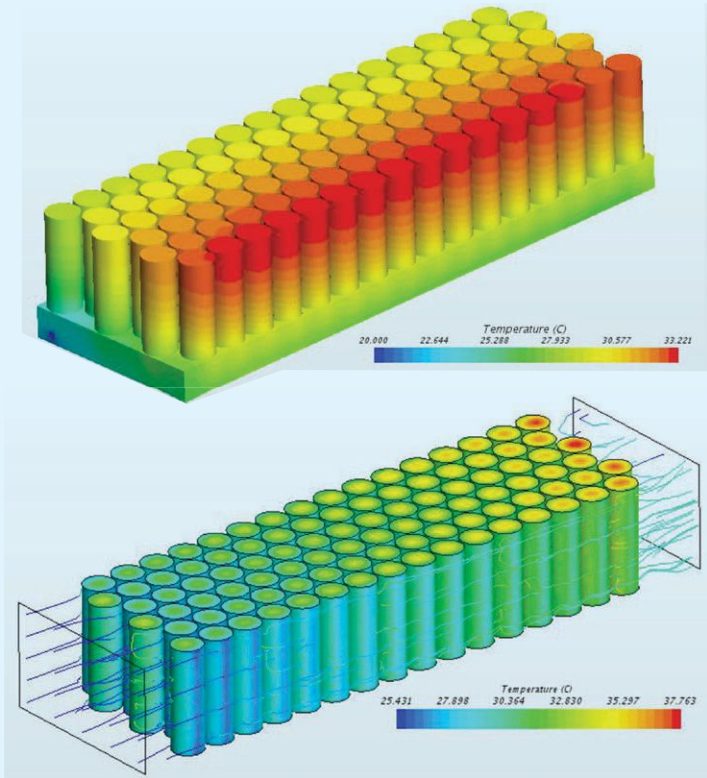 Temperature (C)
20.000 22.644 25.288 27.933 30.577 33.221
Temperature (C)
25.431 27.898 30.364 32.830 35.297 37.763